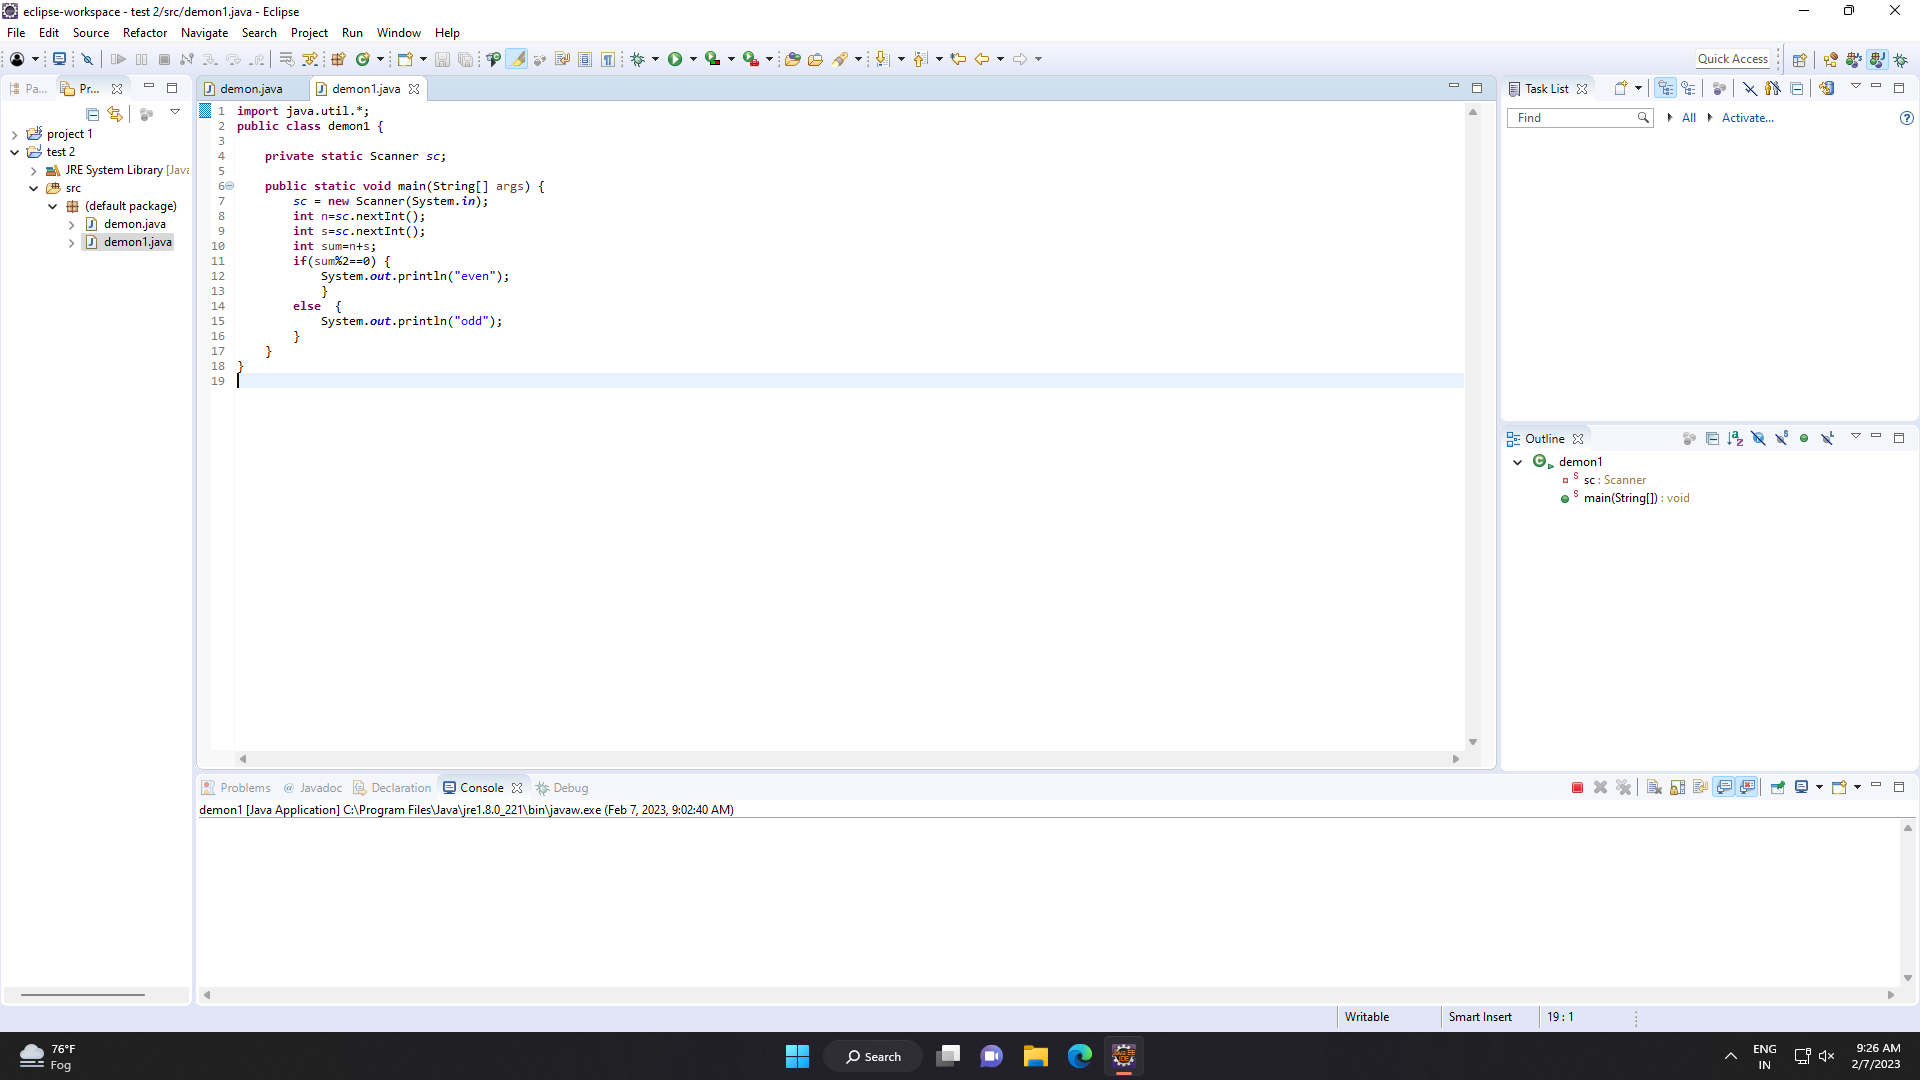 eclipse-workspace - test 2/src/demon1.java - Eclipse
File Edit Source Refactor Navigate Search Project Run Window Help
Quick Access
Pa...
Pr...
project 1
test 2
JRE System Library [Java
src
(default package)
demon.java
demon1.java
demon.java
demon1.java
1 import java.util.*;
2 public class demon1 {
3
4 private static Scanner sc;
5
6 public static void main(String[] args) {
7 sc = new Scanner(System.in);
8 int n=sc.nextInt();
9 int s=sc.nextInt();
10 int sum=n+s;
11 if(sum%2==0) {
12 System.out.println("even");
13 }
14 else {
15 System.out.println("odd");
16 }
17 }
18 }
19
Task List
Find
All
Activate...
Outline
demon1
sc : Scanner
main(String[]) : void
Problems @ Javadoc Declaration Console Debug
demon1 [Java Application] C:\Program Files\Java\jre1.8.0_221\bin\javaw.exe (Feb 7, 2023, 9:02:40 AM)
Writable
Smart Insert
19 : 1
76°F
Fog
Search
ENG
IN
9:26 AM
2/7/2023